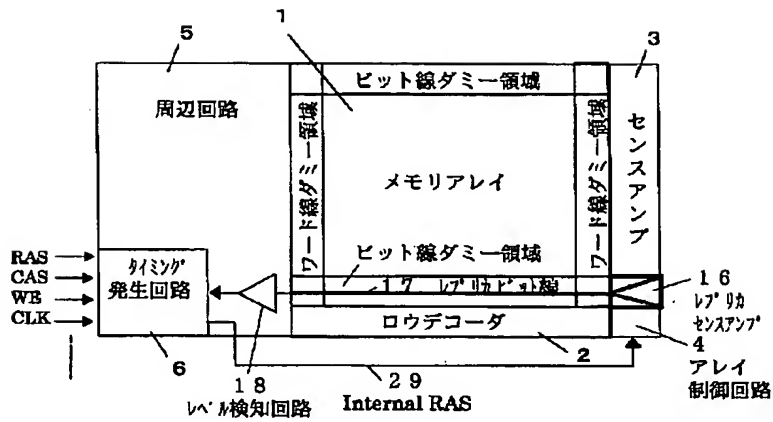 5
1
3
ビット線ダミー領域
周辺回路
ワード線ダミー領域
メモリアレイ
ワード線ダミー領域
センスアンプ
ビット線ダミー領域
RAS
CAS
WE
CLK
タイミング
発生回路
17 レプリカビット線
16
レプリカ
センスアンプ
ロウデコーダ
6
18
レベル検知回路
29
Internal RAS
2
4
アレイ
制御回路